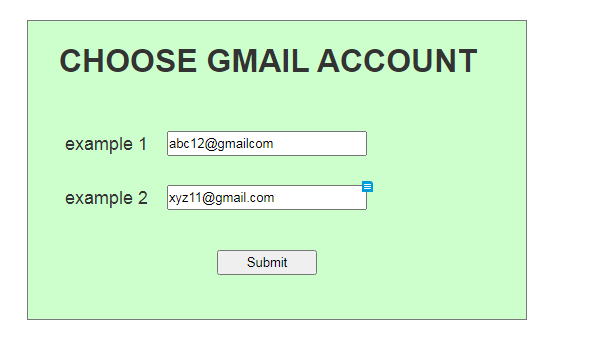 CHOOSE GMAIL ACCOUNT
example 1 abc12@gmailcom
example 2 xyz11@gmail.com
Submit